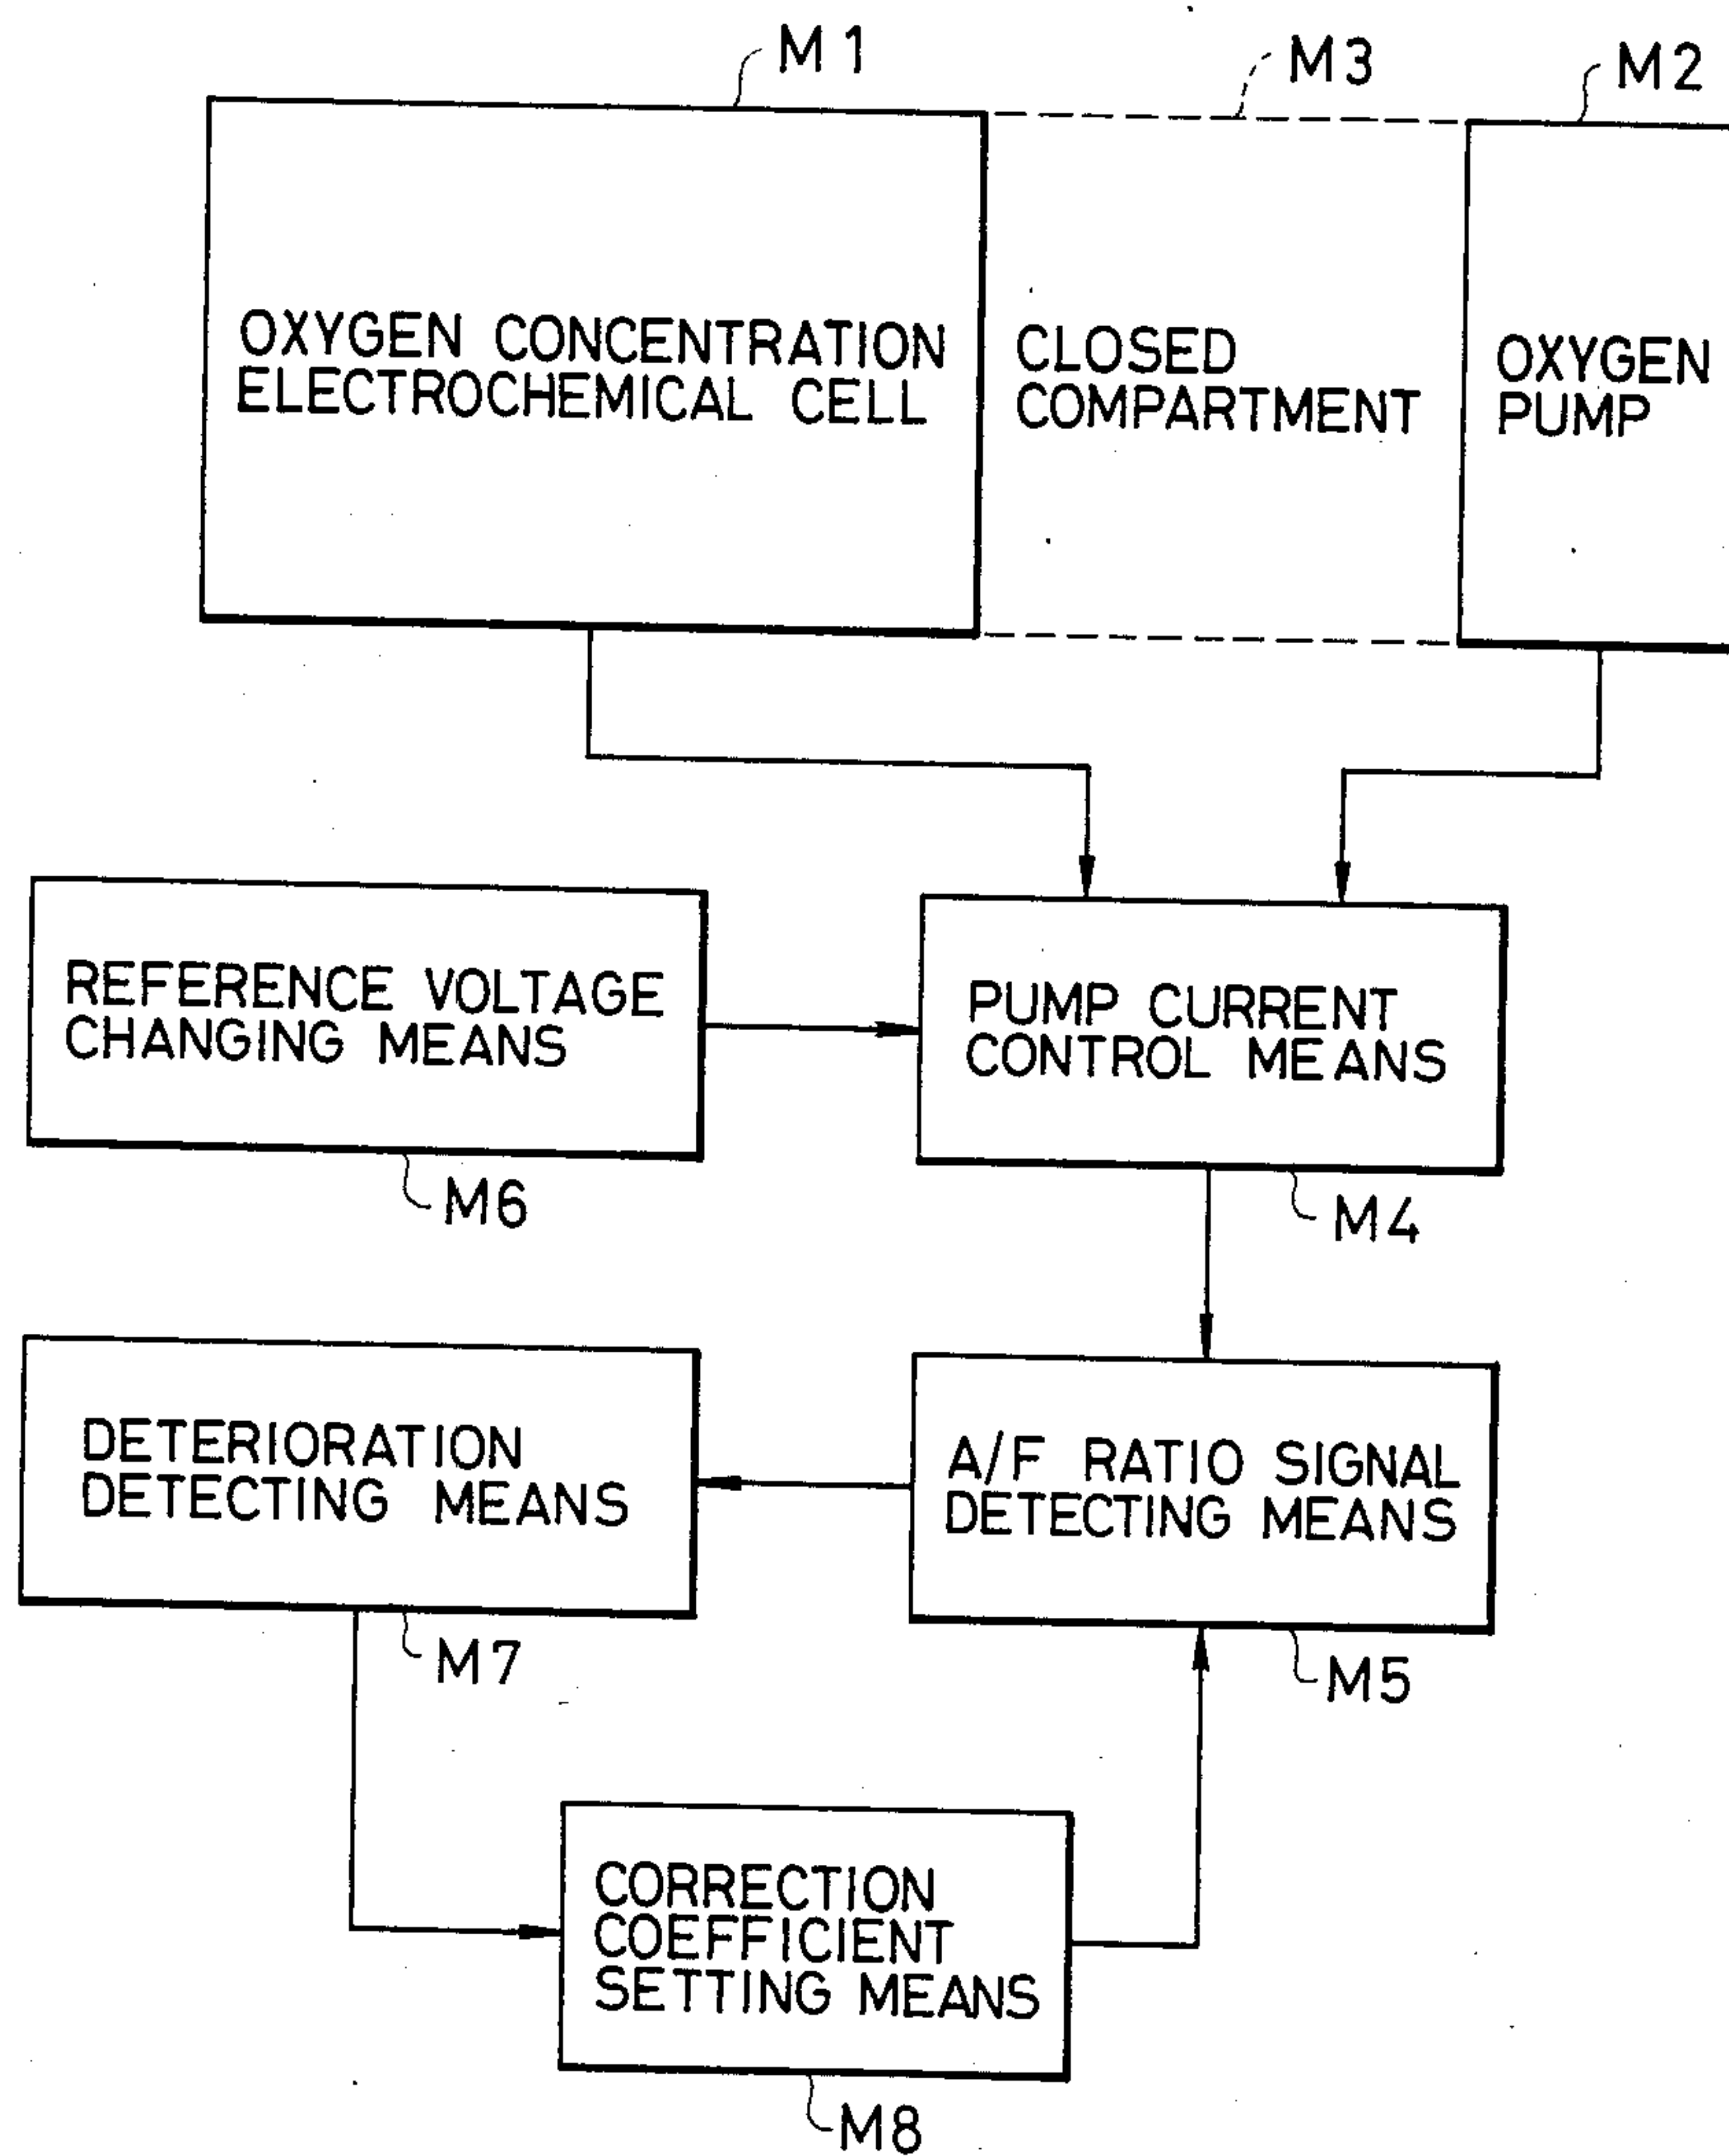 M1
M3
M2
OXYGEN CONCENTRATION
ELECTROCHEMICAL CELL
CLOSED
COMPARTMENT
OXYGEN
PUMP
REFERENCE VOLTAGE
CHANGING MEANS
M6
PUMP CURRENT
CONTROL MEANS
M4
DETERIORATION
DETECTING MEANS
M7
A/F RATIO SIGNAL
DETECTING MEANS
M5
CORRECTION
COEFFICIENT
SETTING MEANS
M8